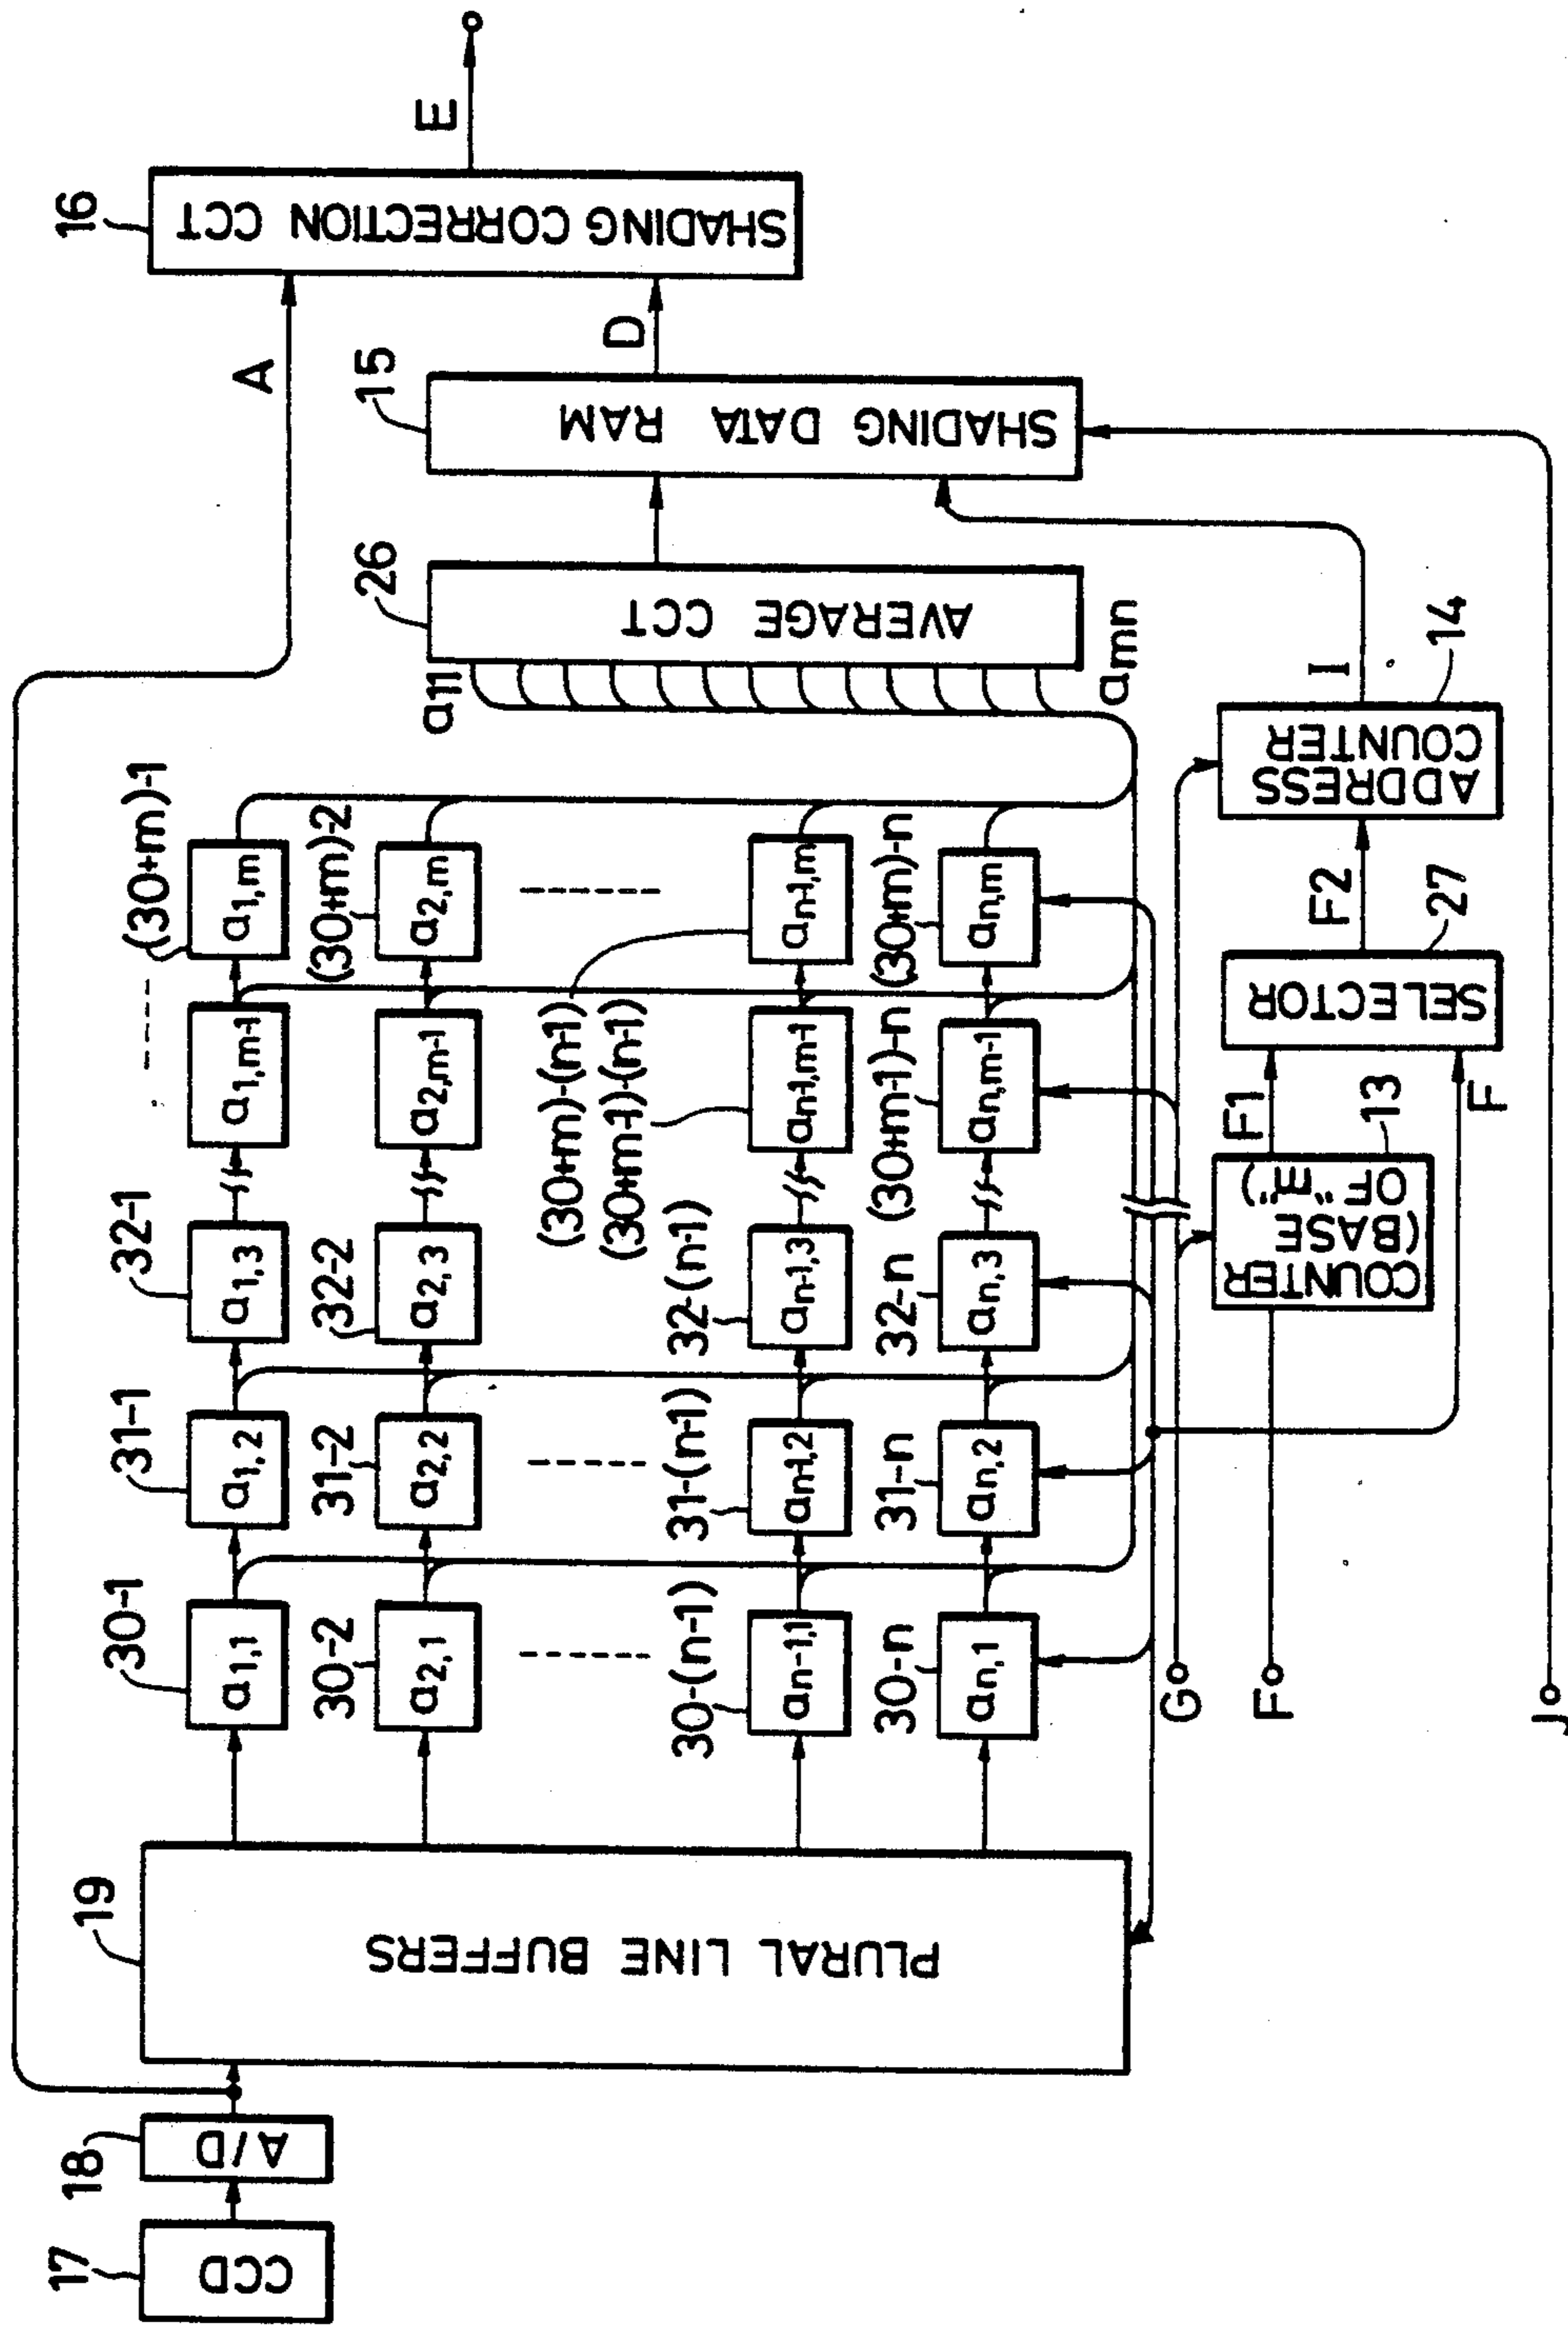 17
CCD
18
A/D
19
PLURAL LINE BUFFERS
30-1
a1,1
31-1
a1,2
32-1
a1,3
a1,m-1
(30+m)-1
a1,m
30-2
a2,1
31-2
a2,2
32-2
a2,3
a2,m-1
(30+m)-2
a2,m
30-(n-1)
an-1,1
31-(n-1)
an-1,2
32-(n-1)
an-1,3
(30+m-1)-(n-1)
an-1,m-1
(30+m)-(n-1)
an-1,m
30-n
an,1
31-n
an,2
32-n
an,3
(30+m-1)-n
an,m-1
(30+m)-n
an,m
a11
amn
26
AVERAGE CCT
15
SHADING DATA
RAM
16
SHADING CORRECTION CCT
A
D
E
G
F
J
COUNTER
(BASE
OF "m")
13
F1
F
SELECTOR
27
F2
ADDRESS
COUNTER
14
I